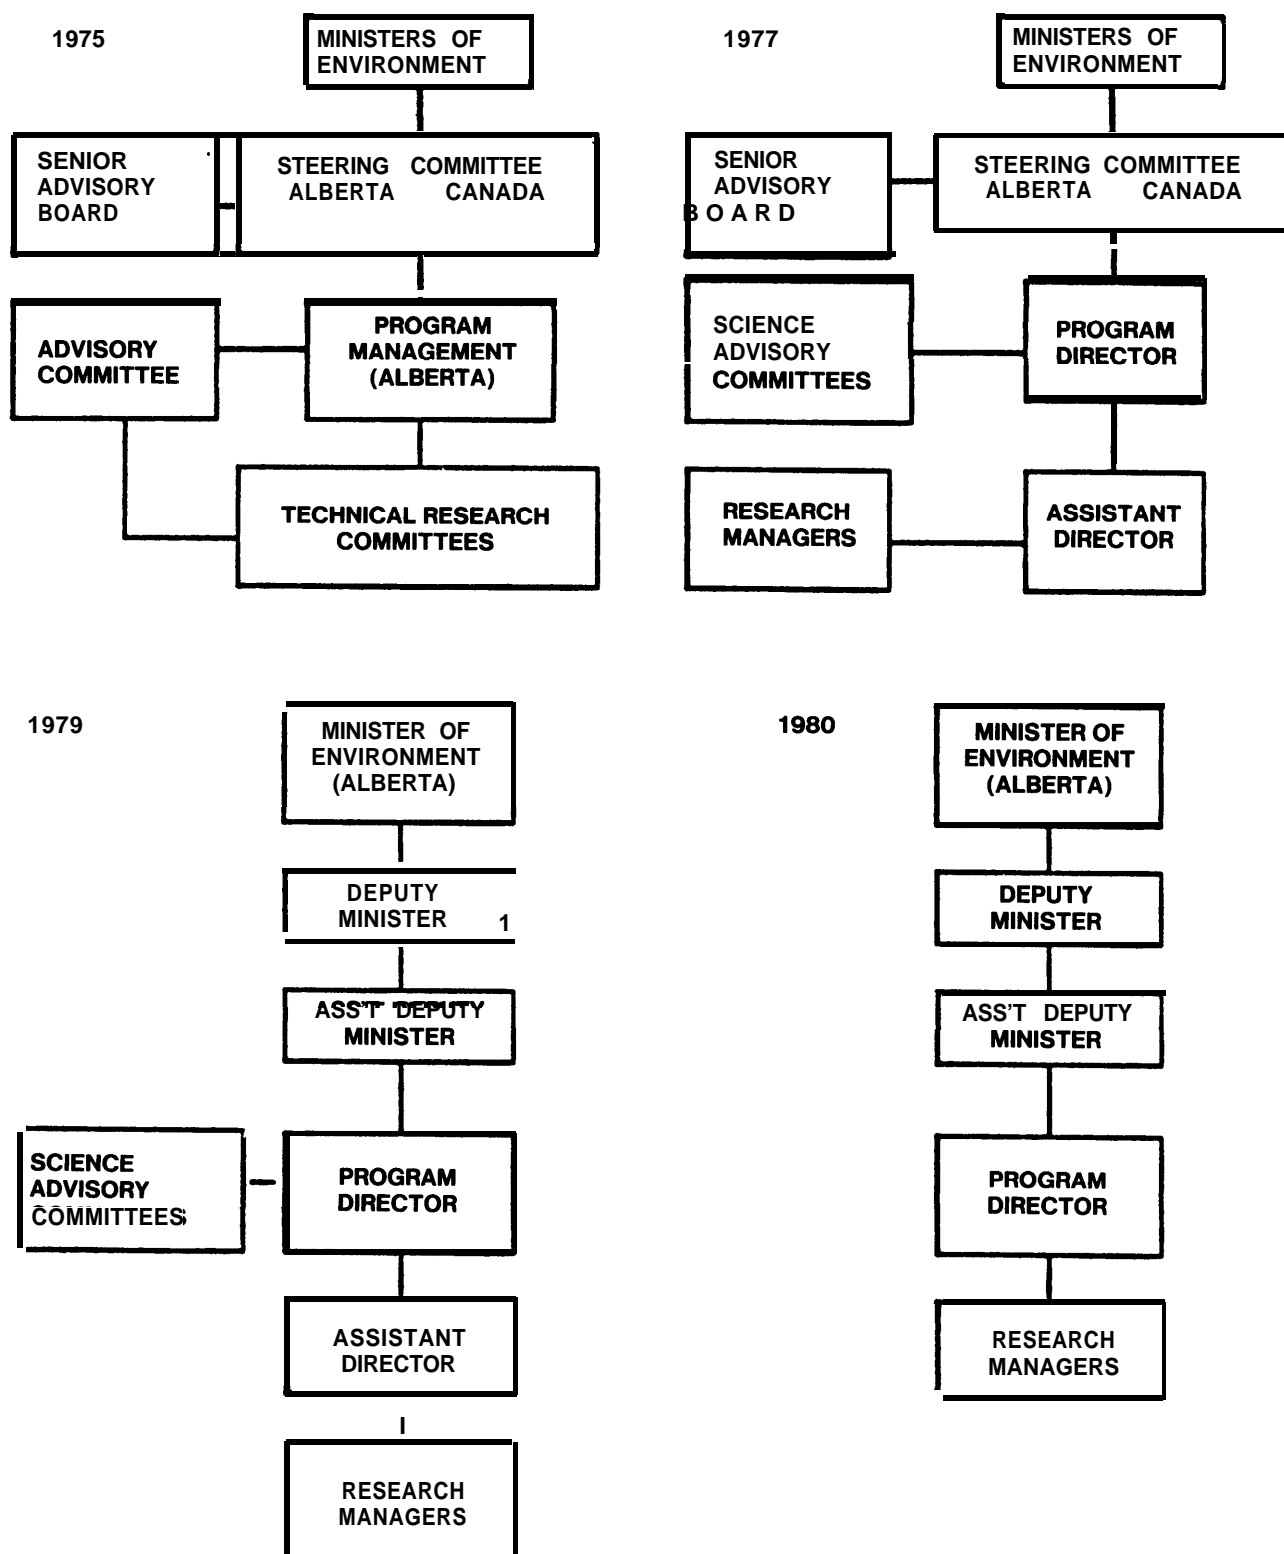 1975
MINISTERS OF
ENVIRONMENT
SENIOR
ADVISORY
BOARD
STEERING COMMITTEE
ALBERTA CANADA
ADVISORY
COMMITTEE
PROGRAM
MANAGEMENT
(ALBERTA)
TECHNICAL RESEARCH
COMMITTEES
1977
MINISTERS OF
ENVIRONMENT
SENIOR
ADVISORY
BOARD
STEERING COMMITTEE
ALBERTA CANADA
SCIENCE
ADVISORY
COMMITTEES
PROGRAM
DIRECTOR
RESEARCH
MANAGERS
ASSISTANT
DIRECTOR
1979
MINISTER OF
ENVIRONMENT
(ALBERTA)
DEPUTY
MINISTER 1
ASS'T DEPUTY
MINISTER
SCIENCE
ADVISORY
COMMITTEES
PROGRAM
DIRECTOR
ASSISTANT
DIRECTOR
RESEARCH
MANAGERS
1980
MINISTER OF
ENVIRONMENT
(ALBERTA)
DEPUTY
MINISTER
ASS'T DEPUTY
MINISTER
PROGRAM
DIRECTOR
RESEARCH
MANAGERS